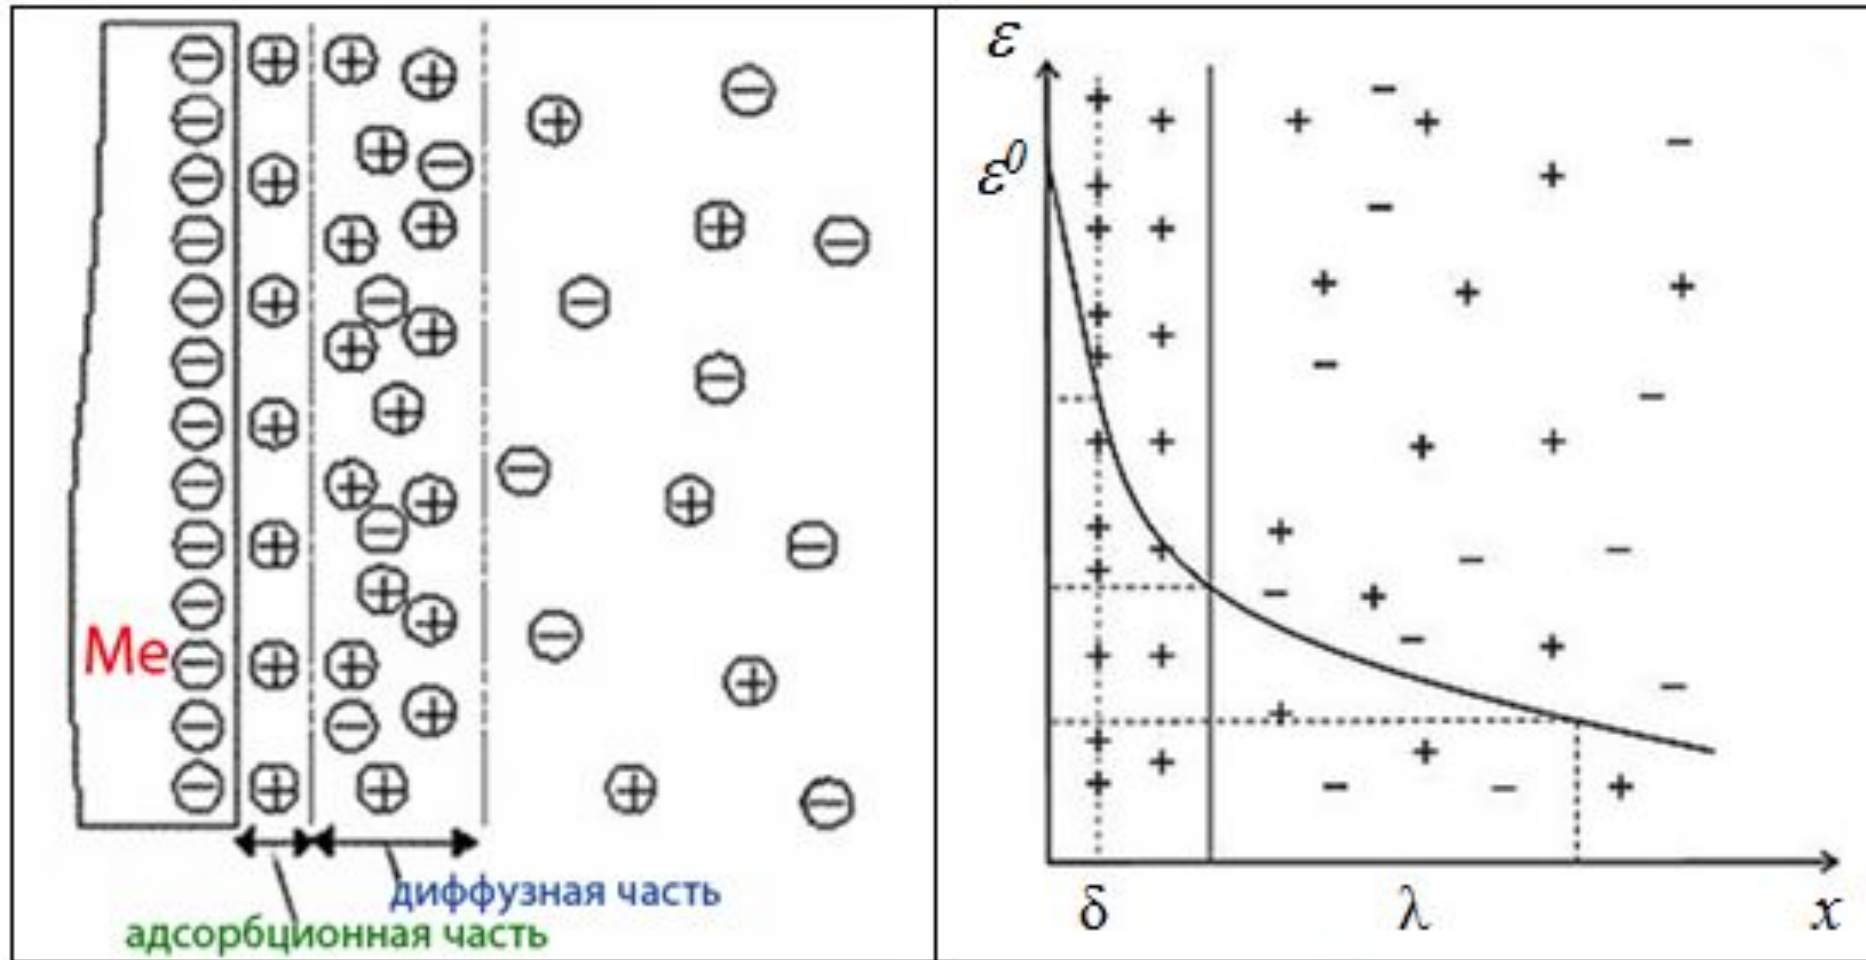 Me
диффузная часть
адсорбционная часть
ε
ε⁰
δ
λ
x